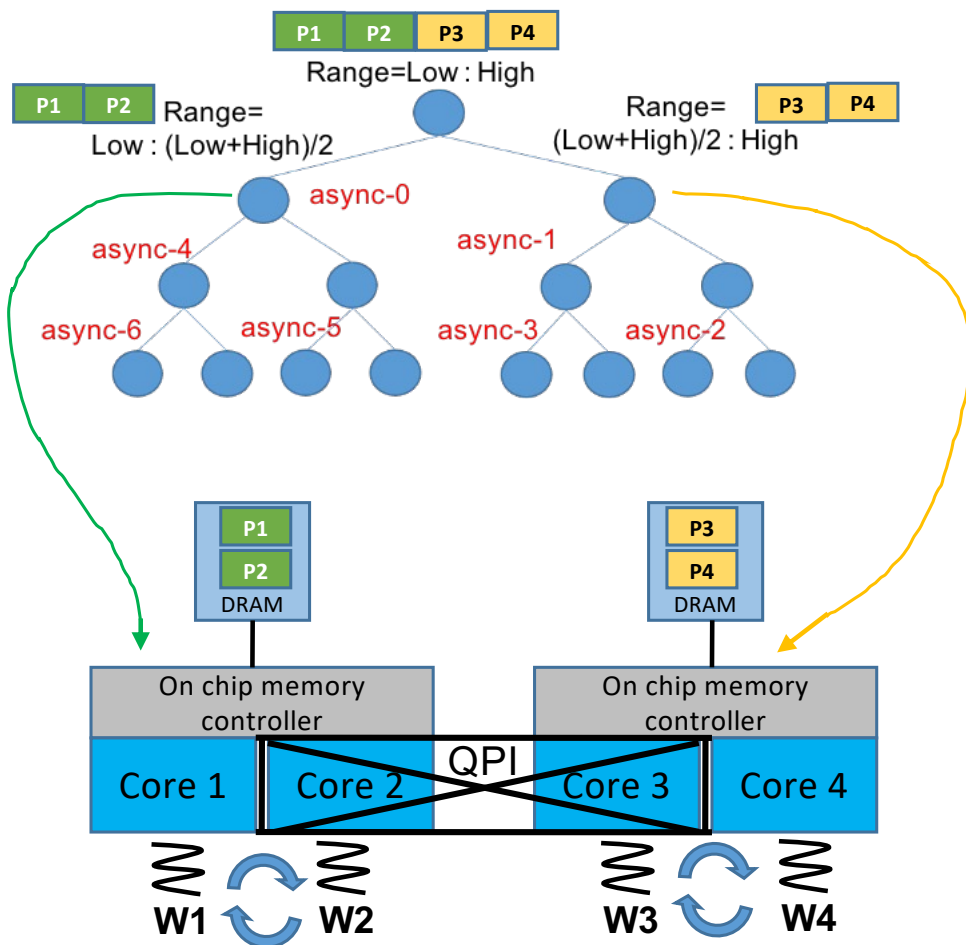 P1 P2 P3 P4
Range=Low : High
P1 P2
Range=
Low : (Low+High)/2
Range=
(Low+High)/2 : High
P3 P4
async-0
async-4
async-1
async-6
async-5
async-3
async-2
P1
P2
DRAM
P3
P4
DRAM
On chip memory
controller
On chip memory
controller
Core 1
Core 2
QPI
Core 3
Core 4
W1
W2
W3
W4